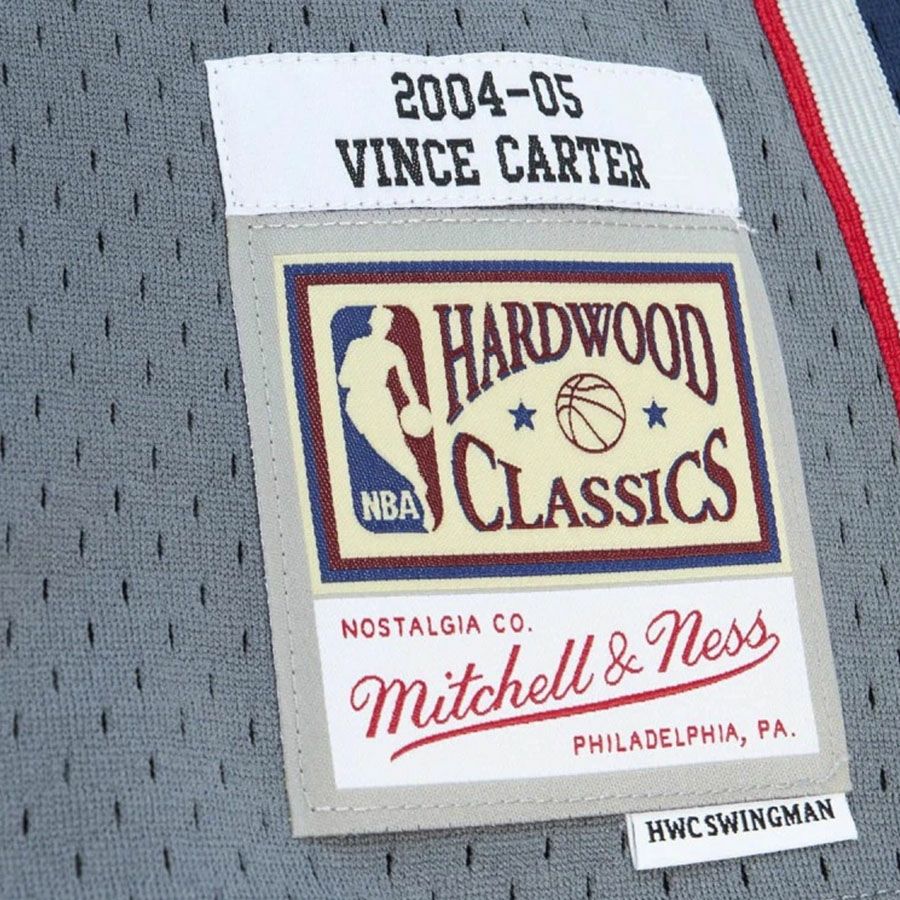 2004-05
VINCE CARTER
HARDWOOD
CLASSICS
NBA
NOSTALGIA CO.
Mitchell & Ness
PHILADELPHIA, PA.
HWC SWINGMAN